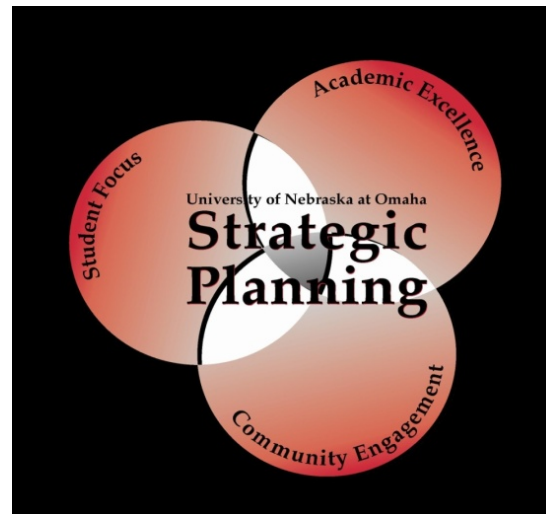 Academic Excellence
Student Focus
University of Nebraska at Omaha
Strategic
Planning
Community Engagement